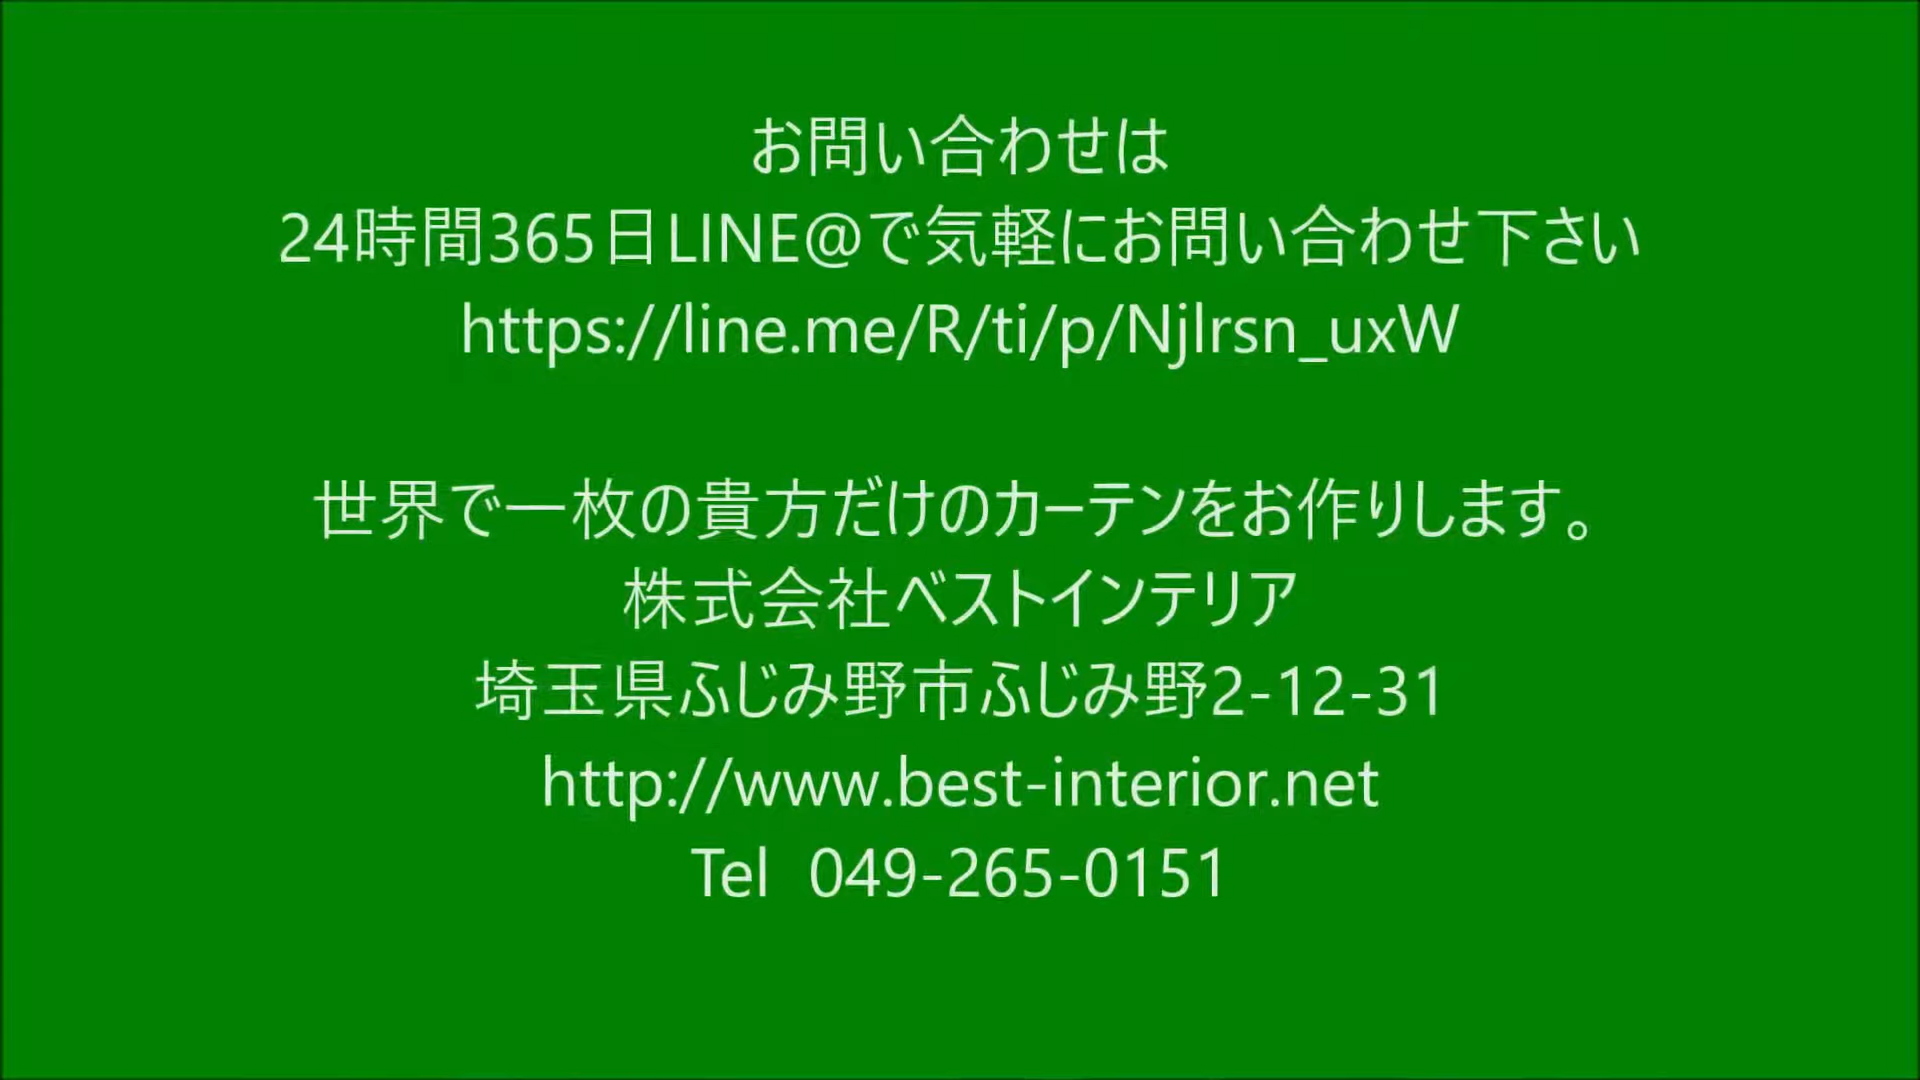 お問い合わせは
24時間365日LINE@で気軽にお問い合わせ下さい
https://line.me/R/ti/p/Njlrsn_uxW
世界で一枚の貴方だけのカーテンをお作りします。
株式会社ベストインテリア
埼玉県ふじみ野市ふじみ野2-12-31
http://www.best-interior.net
Tel  049-265-0151